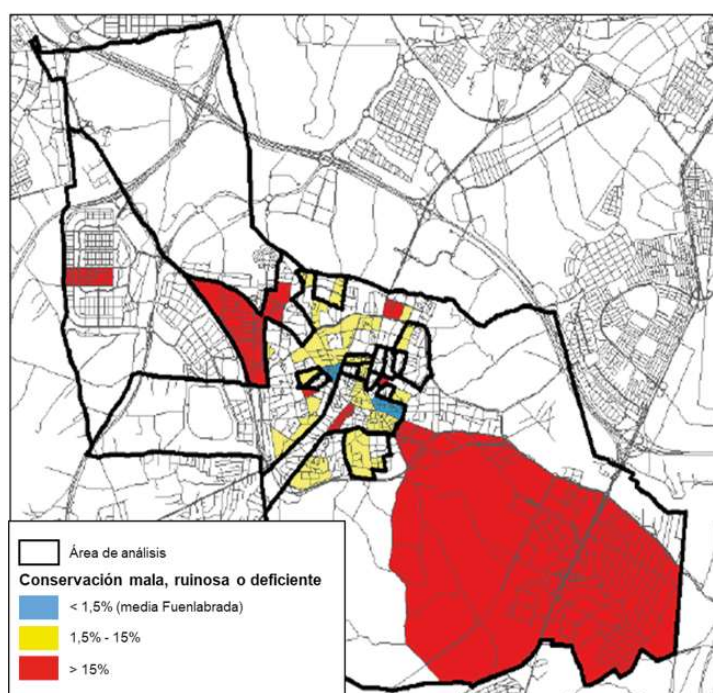 Área de análisis
Conservación mala, ruinosa o deficiente
< 1,5% (media Fuenlabrada)
1,5% - 15%
> 15%